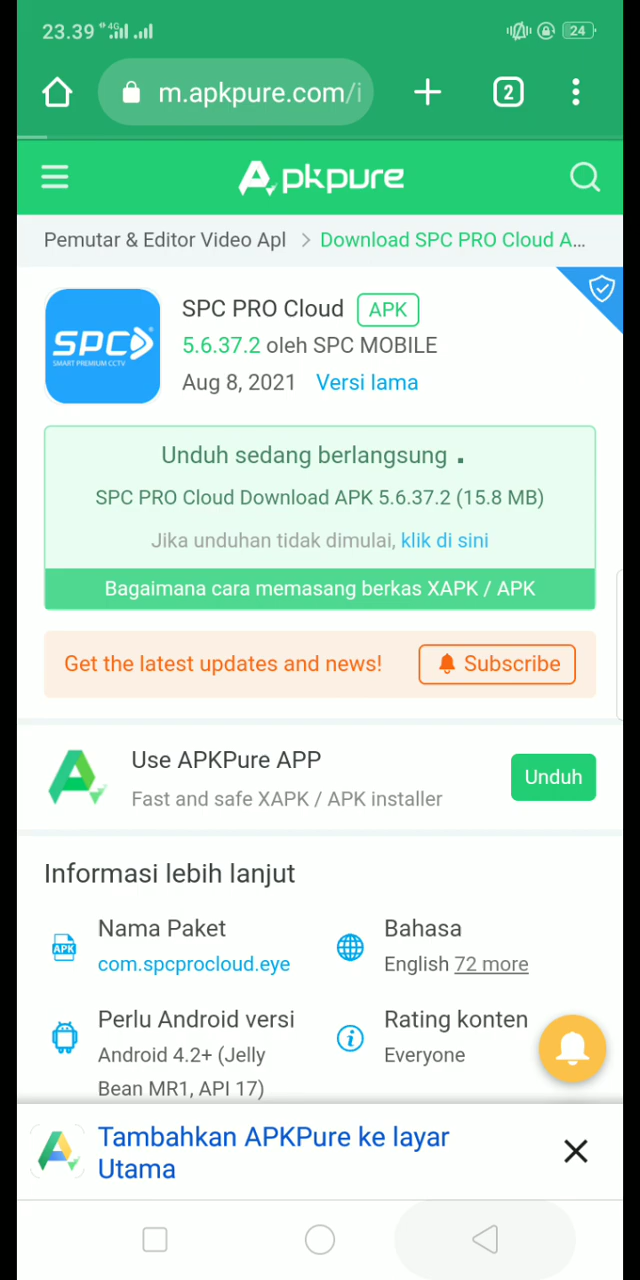 23.39 4G 24
m.apkpure.com/i 2
Apkpure
Pemutar & Editor Video Apl > Download SPC PRO Cloud A...
SPC PRO Cloud APK
5.6.37.2 oleh SPC MOBILE
Aug 8, 2021 Versi lama
SPC
SMART PREMIUM CCTV
Unduh sedang berlangsung .
SPC PRO Cloud Download APK 5.6.37.2 (15.8 MB)
Jika unduhan tidak dimulai, klik di sini
Bagaimana cara memasang berkas XAPK / APK
Get the latest updates and news! Subscribe
Use APKPure APP
Fast and safe XAPK / APK installer
Unduh
Informasi lebih lanjut
Nama Paket
APK
com.spcprocloud.eye
Bahasa
English 72 more
Perlu Android versi
Android 4.2+ (Jelly
Bean MR1, API 17)
Rating konten
Everyone
Tambahkan APKPure ke layar
Utama